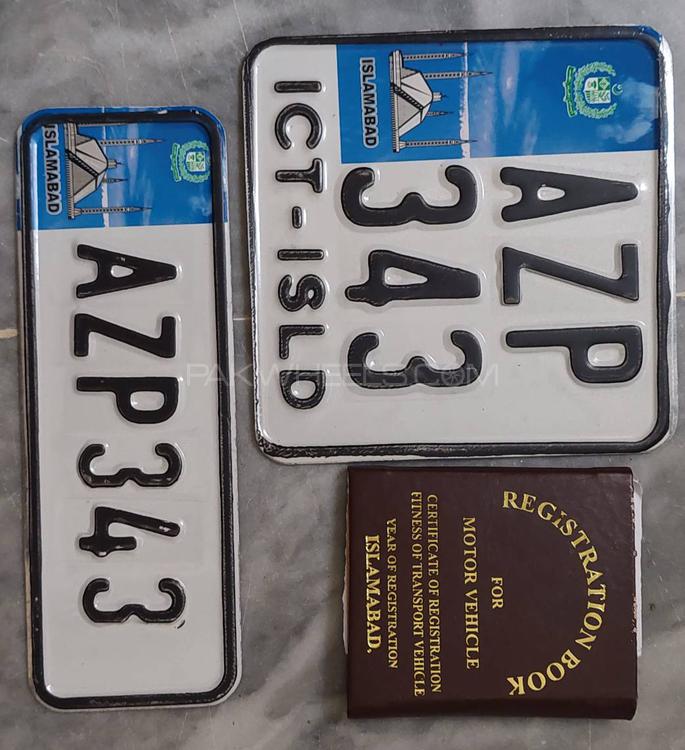 ISLAMABAD
AZP343
ISLAMABAD
AZP
343
ICT-ISLD
PAKWHEELS.COM
REGISTRATION BOOK
FOR
MOTOR VEHICLE
CERTIFICATE OF REGISTRATION
FITNESS OF TRANSPORT VEHICLE
YEAR OF REGISTRATION
ISLAMABAD.